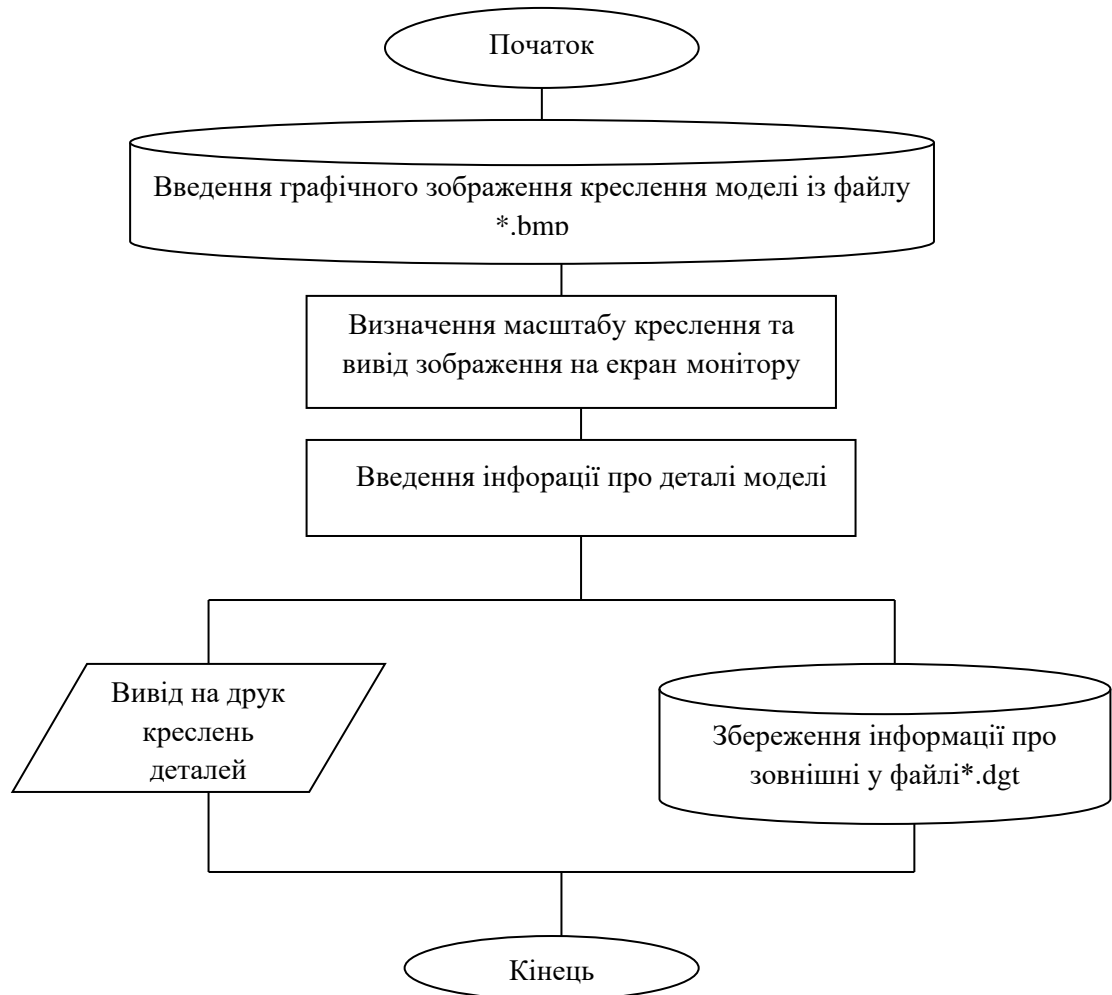 Початок
Введення графічного зображення креслення моделі із файлу
*.bmp
Визначення масштабу креслення та
вивід зображення на екран монітору
Введення інфорації про деталі моделі
Вивід на друк
креслень
деталей
Збереження інформації про
зовнішні у файлі*.dgt
Кінець